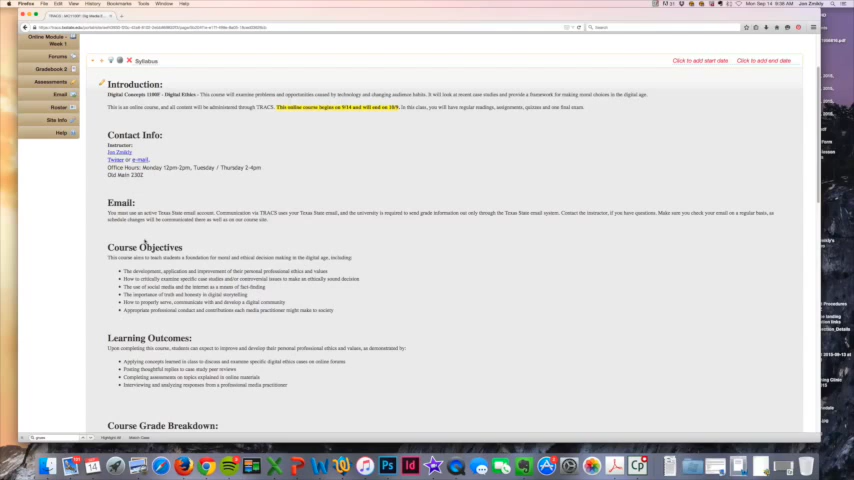 Firefox File Edit View History Bookmarks Tools Window Help
Mon Sep 14 9:36 AM Jon Zmikly
Search
Online Module - Week 1
Forums
Gradebook 2
Assessments
Email
Roster
Site Info
Help
Syllabus
Click to add start date Click to add end date
Introduction:
Digital Concepts 1100F - Digital Ethics - This course will examine problems and opportunities caused by technology and changing audience habits. It will look at recent case studies and provide a framework for making moral choices in the digital age.
This is an online course, and all content will be administered through TRACS. This online course begins on 9/14 and will end on 10/9. In this class, you will have regular readings, assignments, quizzes and one final exam.
Contact Info:
Instructor:
Jon Zmikly
Twitter or e-mail.
Office Hours: Monday 12pm-2pm, Tuesday / Thursday 2-4pm
Old Main 230Z
Email:
You must use an active Texas State email account. Communication via TRACS uses your Texas State email, and the university is required to send grade information out only through the Texas State email system. Contact the instructor, if you have questions. Make sure you check your email on a regular basis, as
schedule changes will be communicated there as well as on our course site.
Course Objectives
This course aims to teach students a foundation for moral and ethical decision making in the digital age, including:
The development, application and improvement of their personal professional ethics and values
How to critically examine specific case studies and/or controversial issues to make an ethically sound decision
The use of social media and the internet as a means of fact-finding
The importance of truth and honesty in digital storytelling
How to properly serve, communicate with and develop a digital community
Appropriate professional conduct and contributions each media practitioner might make to society
Learning Outcomes:
Upon completing this course, students can expect to improve and develop their personal professional ethics and values, as demonstrated by:
Applying concepts learned in class to discuss and examine specific digital ethics cases on online forums
Posting thoughtful replies to case study peer reviews
Completing assessments on topics explained in online materials
Interviewing and analyzing responses from a professional media practitioner
Course Grade Breakdown:
Highlight All Match Case